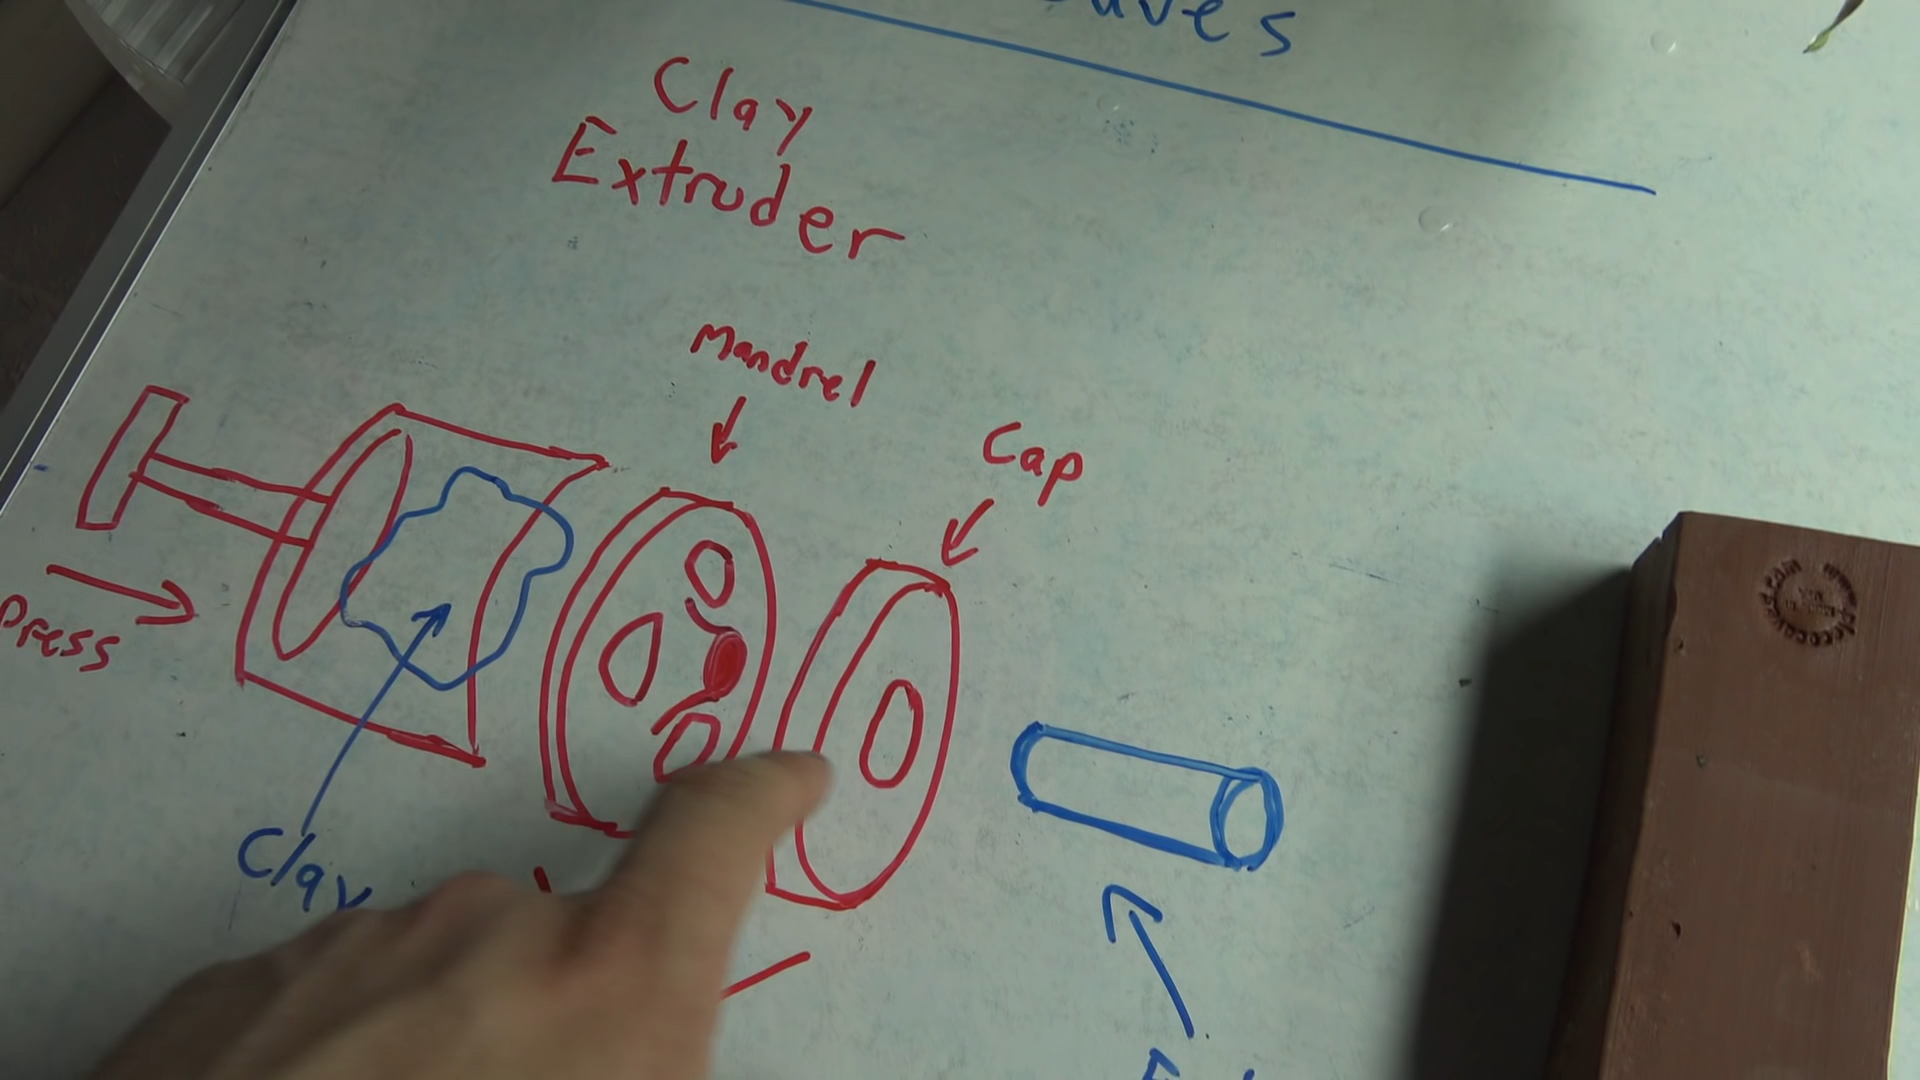 Clay
Extruder
Mandrel
Cap
Press
Clay